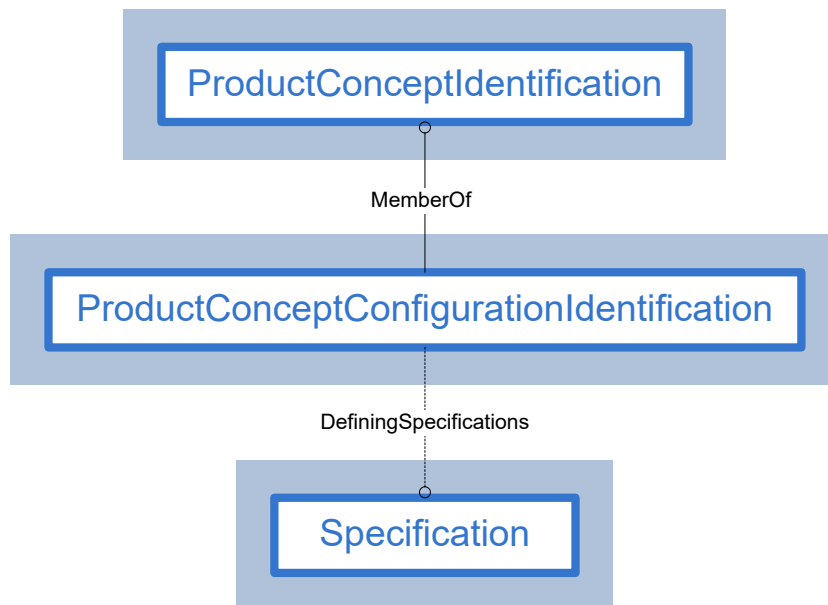 ProductConceptIdentification
MemberOf
ProductConceptConfigurationIdentification
DefiningSpecifications
Specification